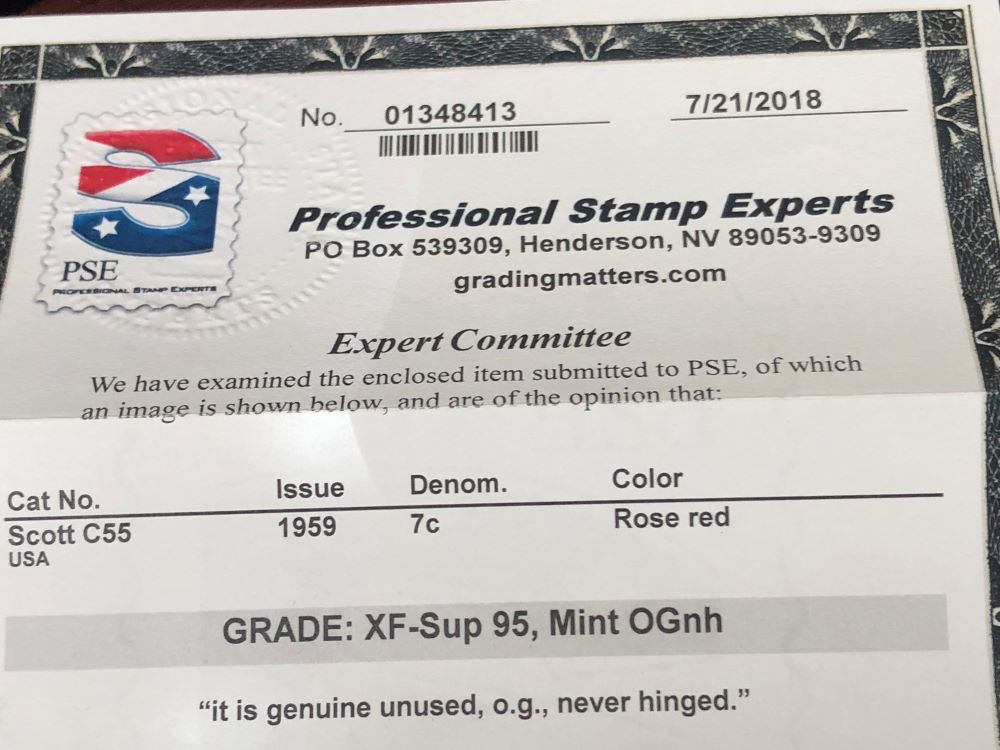 No. 01348413 7/21/2018
PSE
PROFESSIONAL STAMP EXPERTS
Professional Stamp Experts
PO Box 539309, Henderson, NV 89053-9309
gradingmatters.com
Expert Committee
We have examined the enclosed item submitted to PSE, of which
an image is shown below, and are of the opinion that:
Cat No. Issue Denom. Color
Scott C55 1959 7c Rose red
USA
GRADE: XF-Sup 95, Mint OGnh
“it is genuine unused, o.g., never hinged.”